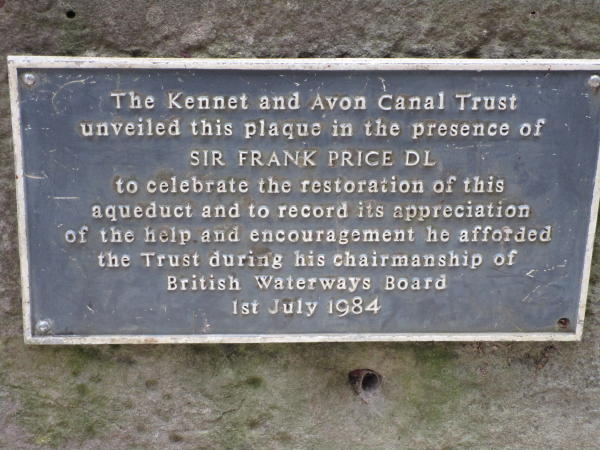 The Kennet and Avon Canal Trust
unveiled this plaque in the presence of
SIR FRANK PRICE DL
to celebrate the restoration of this
aqueduct and to record its appreciation
of the help and encouragement he afforded
the Trust during his chairmanship of
British Waterways Board
1st July 1984